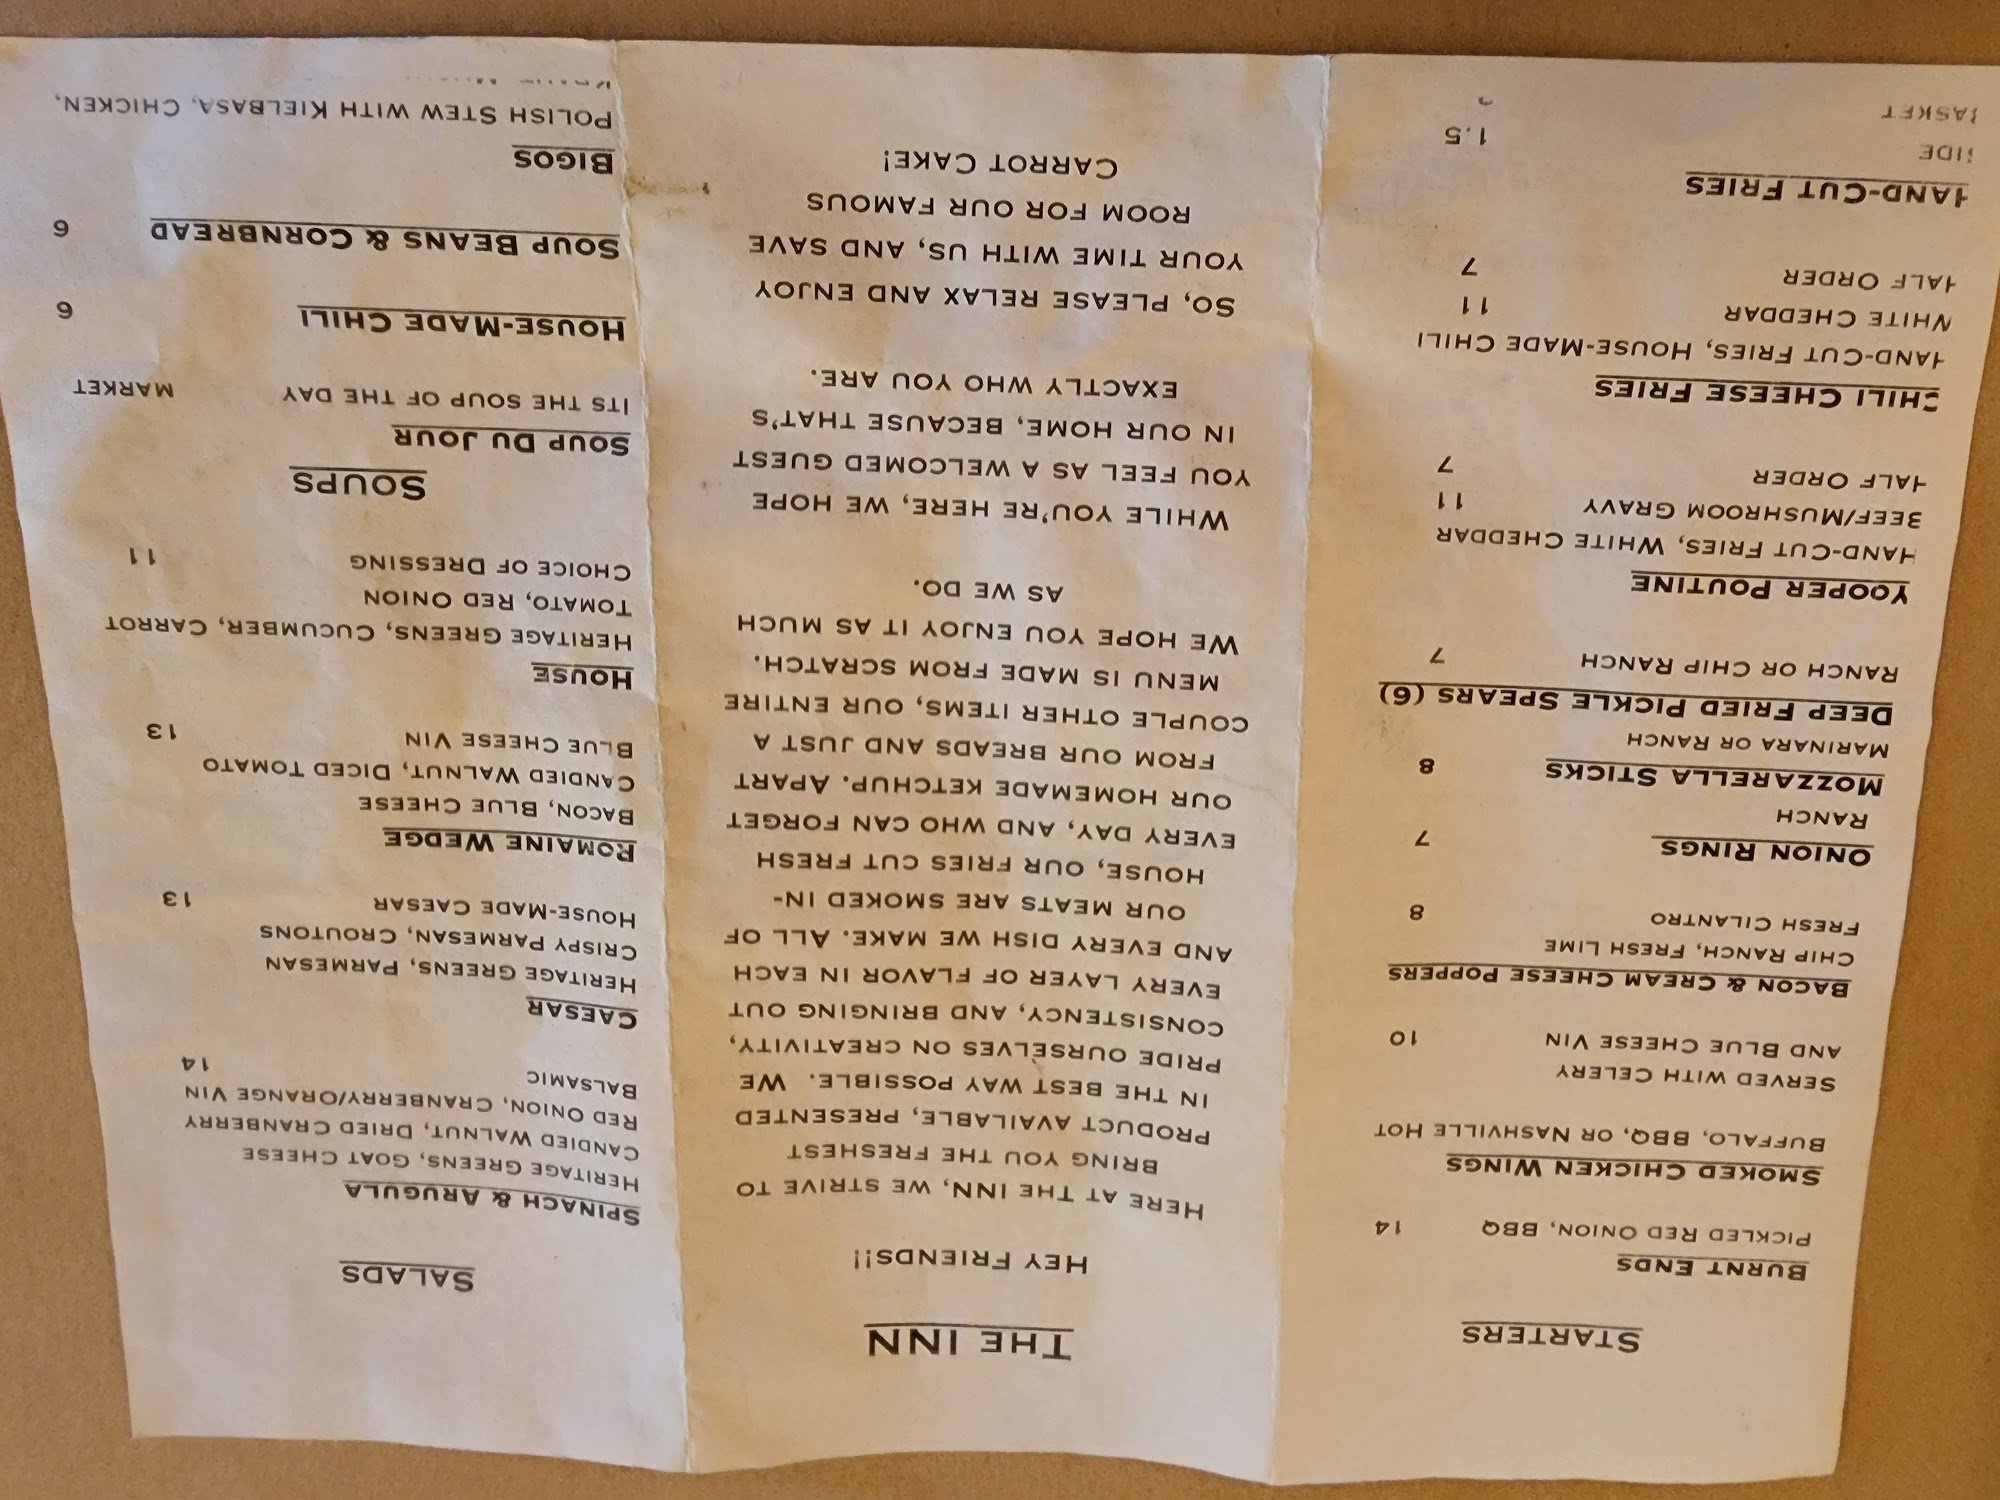 STARTERS
BURNT ENDS
PICKLED RED ONION, BBQ 14
SMOKED CHICKEN WINGS
BUFFALO, BBQ, OR NASHVILLE HOT
SERVED WITH CELERY
AND BLUE CHEESE VIN 10
BACON & CREAM CHEESE POPPERS
CHIP RANCH, FRESH LIME
FRESH CILANTRO 8
ONION RINGS 7
RANCH
MOZZARELLA STICKS 8
MARINARA OR RANCH
DEEP FRIED PICKLE SPEARS (6)
RANCH OR CHIP RANCH 7
YOOPER POUTINE
HAND-CUT FRIES, WHITE CHEDDAR
BEEF/MUSHROOM GRAVY 11
HALF ORDER 7
CHILI CHEESE FRIES
HAND-CUT FRIES, HOUSE-MADE CHILI
WHITE CHEDDAR 11
HALF ORDER 7
HAND-CUT FRIES
SIDE 1.5
BASKET
THE INN
HEY FRIENDS!!
HERE AT THE INN, WE STRIVE TO
BRING YOU THE FRESHEST
PRODUCT AVAILABLE, PRESENTED
IN THE BEST WAY POSSIBLE. WE
PRIDE OURSELVES ON CREATIVITY,
CONSISTENCY, AND BRINGING OUT
EVERY LAYER OF FLAVOR IN EACH
AND EVERY DISH WE MAKE. ALL OF
OUR MEATS ARE SMOKED IN-
HOUSE, OUR FRIES CUT FRESH
EVERY DAY, AND WHO CAN FORGET
OUR HOMEMADE KETCHUP. APART
FROM OUR BREADS AND JUST A
COUPLE OTHER ITEMS, OUR ENTIRE
MENU IS MADE FROM SCRATCH.
WE HOPE YOU ENJOY IT AS MUCH
AS WE DO.
WHILE YOU'RE HERE, WE HOPE
YOU FEEL AS A WELCOMED GUEST
IN OUR HOME, BECAUSE THAT'S
EXACTLY WHO YOU ARE.
SO, PLEASE RELAX AND ENJOY
YOUR TIME WITH US, AND SAVE
ROOM FOR OUR FAMOUS
CARROT CAKE!
SALADS
SPINACH & ARUGULA
HERITAGE GREENS, GOAT CHEESE
CANDIED WALNUT, DRIED CRANBERRY
RED ONION, CRANBERRY/ORANGE VIN
BALSAMIC 14
CAESAR
HERITAGE GREENS, PARMESAN
CRISPY PARMESAN, CROUTONS
HOUSE-MADE CAESAR 13
ROMAINE WEDGE
BACON, BLUE CHEESE
CANDIED WALNUT, DICED TOMATO
BLUE CHEESE VIN 13
HOUSE
HERITAGE GREENS, CUCUMBER, CARROT
TOMATO, RED ONION
CHOICE OF DRESSING 11
SOUPS
SOUP DU JOUR
ITS THE SOUP OF THE DAY MARKET
HOUSE-MADE CHILI 6
SOUP BEANS & CORNBREAD 6
BIGOS
POLISH STEW WITH KIELBASA, CHICKEN,